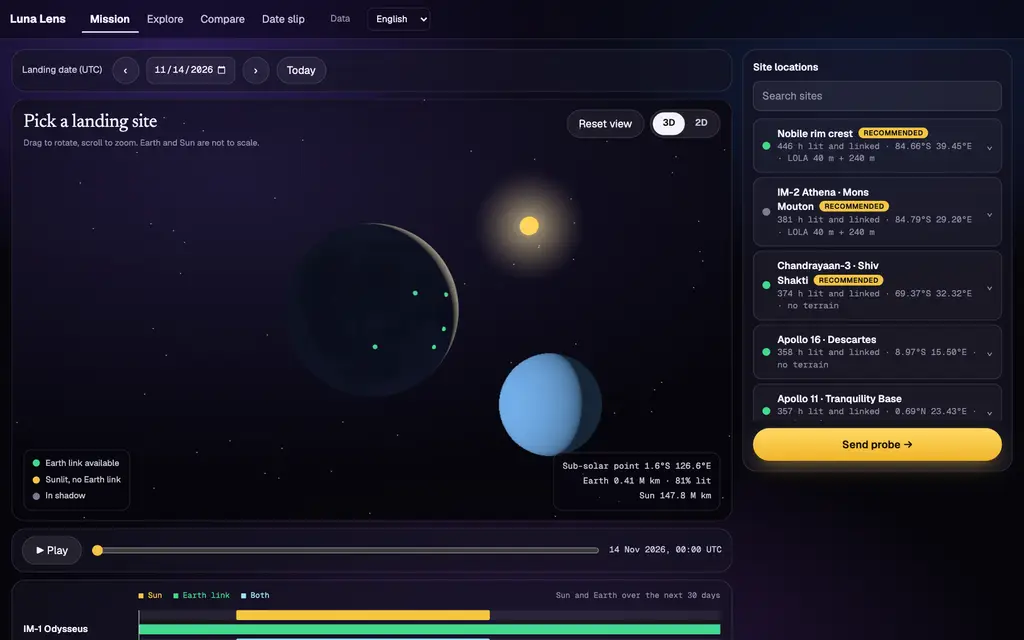 Luna Lens
Mission
Explore
Compare
Date slip
Data
English
Landing date (UTC)
‹
11/14/2026
›
Today
Pick a landing site
Drag to rotate, scroll to zoom. Earth and Sun are not to scale.
Reset view
3D
2D
Earth link available
Sunlit, no Earth link
In shadow
Sub-solar point 1.6°S 126.6°E
Earth 0.41 M km · 81% lit
Sun 147.8 M km
▶ Play
14 Nov 2026, 00:00 UTC
Sun
Earth link
Both
Sun and Earth over the next 30 days
IM-1 Odysseus
Site locations
Search sites
Nobile rim crest RECOMMENDED
446 h lit and linked · 84.66°S 39.45°E
· LOLA 40 m + 240 m
IM-2 Athena · Mons
Mouton RECOMMENDED
381 h lit and linked · 84.79°S 29.20°E
· LOLA 40 m + 240 m
Chandrayaan-3 · Shiv
Shakti RECOMMENDED
374 h lit and linked · 69.37°S 32.32°E
· no terrain
Apollo 16 · Descartes
358 h lit and linked · 8.97°S 15.50°E ·
no terrain
Apollo 11 · Tranquility Base
357 h lit and linked · 0.69°N 23.43°E ·
Send probe →